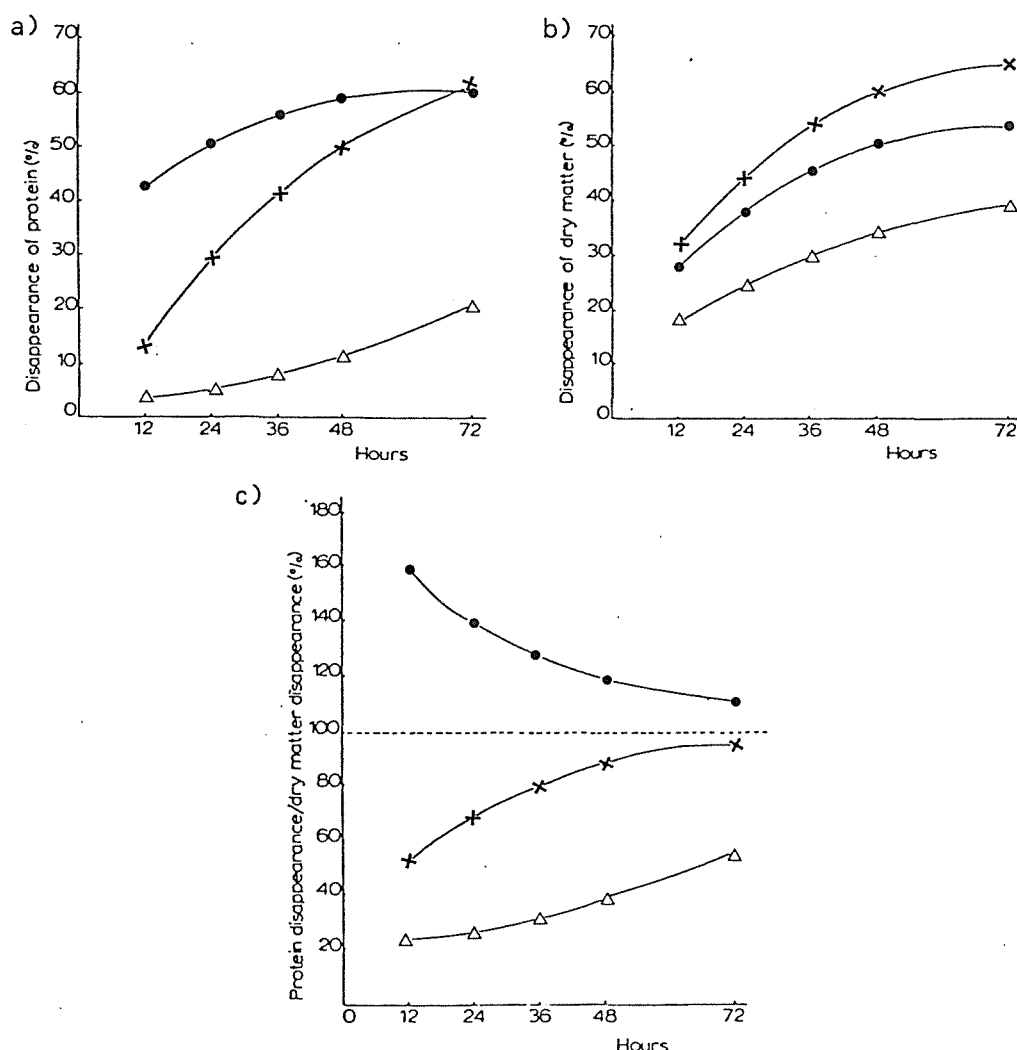 a)
Disappearance of protein (%)
70
60
50
40
30
20
10
0
12 24 36 48 72
Hours
b)
Disappearance of dry matter (%)
70
60
50
40
30
20
10
0
12 24 36 48 72
Hours
c)
Protein disappearance/dry matter disappearance (%)
180
160
140
120
100
80
60
40
20
0 12 24 36 48 72
Hours